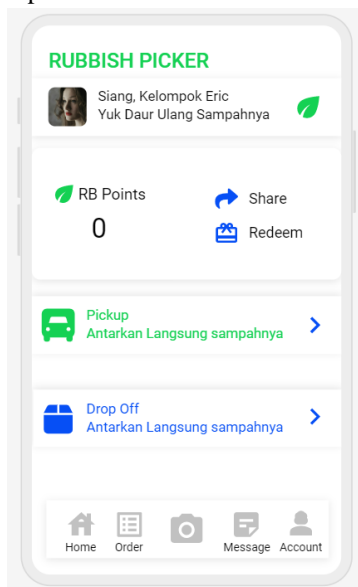 RUBBISH PICKER
Siang, Kelompok Eric
Yuk Daur Ulang Sampahnya
RB Points
0
Share
Redeem
Pickup
Antarkan Langsung sampahnya
Drop Off
Antarkan Langsung sampahnya
Home Order Message Account